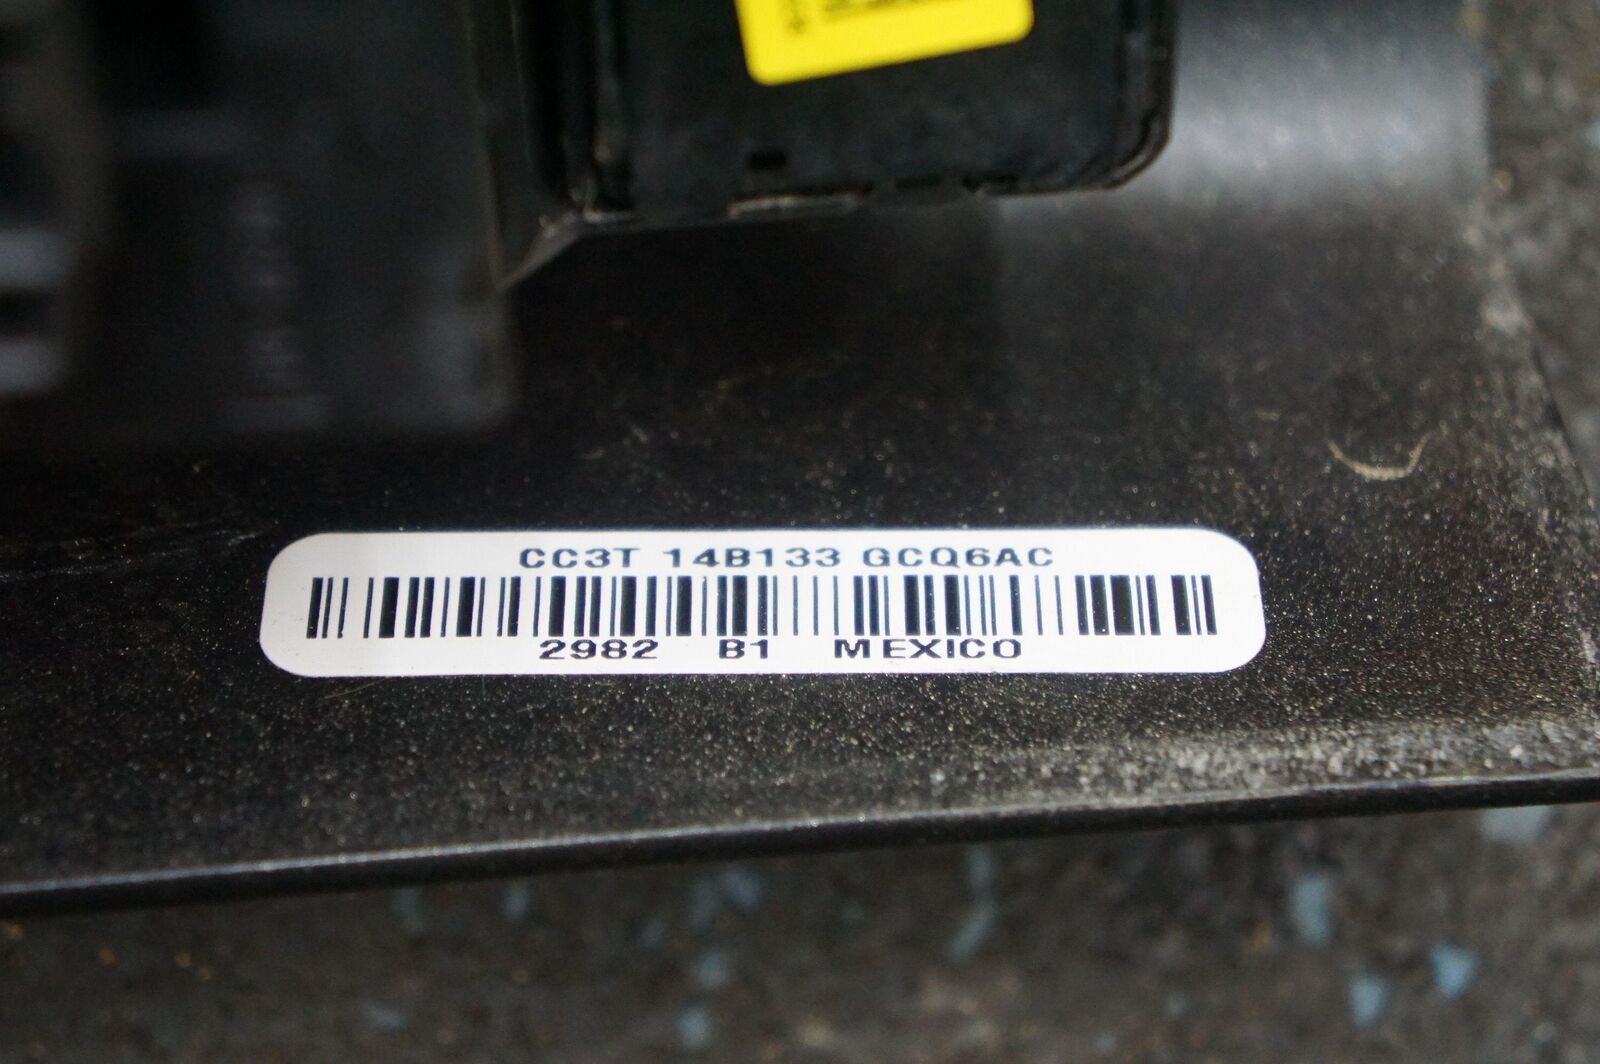 CC3T 14B133 GCQ6AC
2982 B1 MEXICO